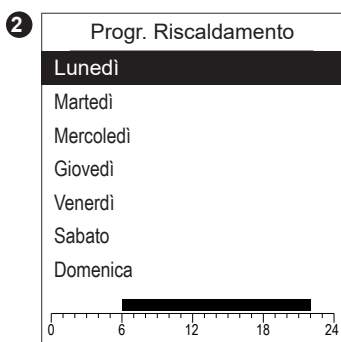 2
Progr. Riscaldamento
Lunedì
Martedì
Mercoledì
Giovedì
Venerdì
Sabato
Domenica
0 6 12 18 24